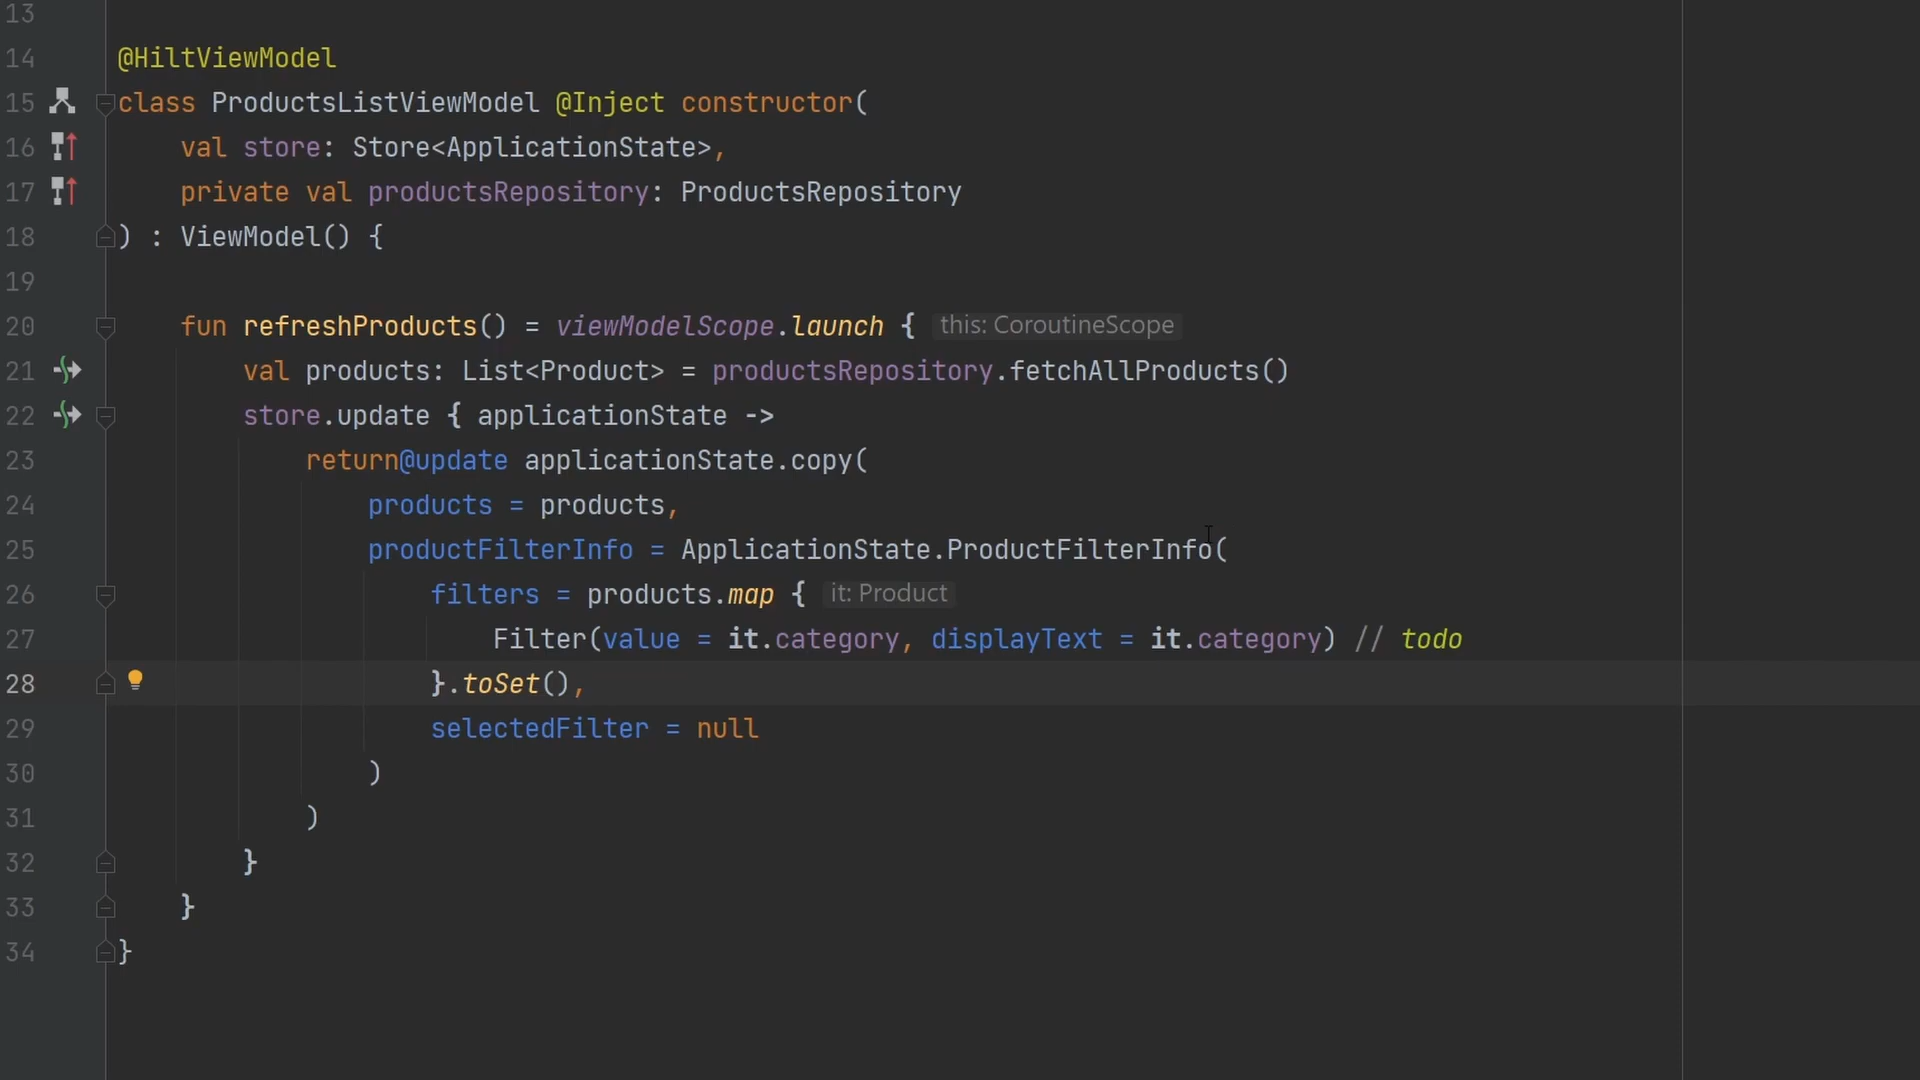 13
14 @HiltViewModel
15 class ProductsListViewModel @Inject constructor(
16     val store: Store<ApplicationState>,
17     private val productsRepository: ProductsRepository
18 ) : ViewModel() {
19
20     fun refreshProducts() = viewModelScope.launch { this: CoroutineScope
21         val products: List<Product> = productsRepository.fetchAllProducts()
22         store.update { applicationState ->
23             return@update applicationState.copy(
24                 products = products,
25                 productFilterInfo = ApplicationState.ProductFilterInfo(
26                     filters = products.map { it: Product
27                         Filter(value = it.category, displayText = it.category) // todo
28                     }.toSet(),
29                     selectedFilter = null
30                 )
31             )
32         }
33     }
34 }